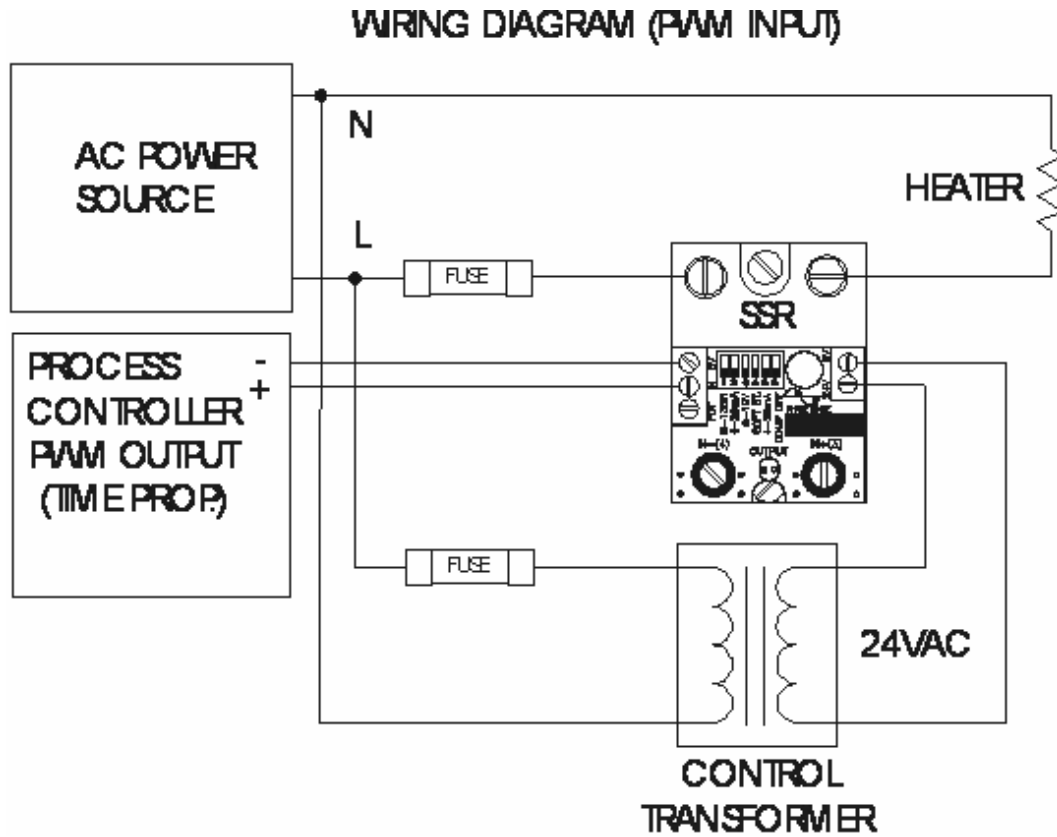 WIRING DIAGRAM (PWM INPUT)
AC POWER
SOURCE
N
L
HEATER
FUSE
SSR
PROCESS
CONTROLLER
PWM OUTPUT
(TIME PROP.)
-
+
OUTPUT
FUSE
24VAC
CONTROL
TRANSFORMER